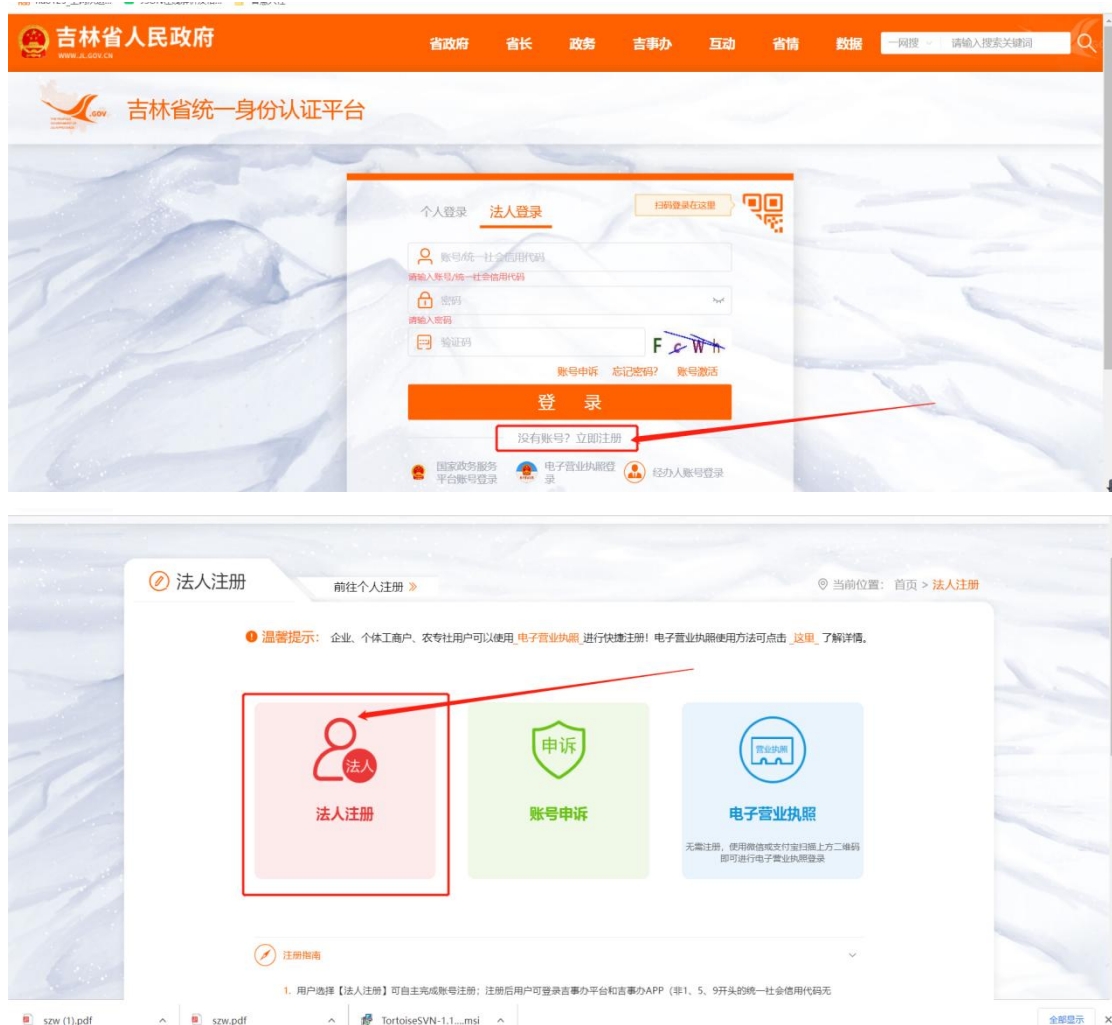 吉林省人民政府
WWW.JL.GOV.CN
省政府 省长 政务 吉事办 互动 省情 数据 一网搜 请输入搜索关键词
.GOV 吉林省统一身份认证平台
个人登录 法人登录 扫码登录在这里
账号/统一社会信用代码
请输入账号/统一社会信用代码
密码
请输入密码
验证码 F c W h
账号申诉 忘记密码? 账号激活
登 录
没有账号? 立即注册
国家政务服务平台账号登录 电子营业执照登录 经办人账号登录
法人注册 前往个人注册 » 当前位置: 首页 > 法人注册
温馨提示: 企业、个体工商户、农专社用户可以使用 电子营业执照 进行快捷注册! 电子营业执照使用方法可点击 这里 了解详情。
法人 申诉 营业执照
法人注册 账号申诉 电子营业执照
无需注册, 使用微信或支付宝扫描上方二维码
即可进行电子营业执照登录
注册指南
1. 用户选择【法人注册】可自主完成账号注册; 注册后用户可登录吉事办平台和吉事办APP (非1、5、9开头的统一社会信用代码无
szw (1).pdf szw.pdf TortoiseSVN-1.1....msi 全部显示 ×